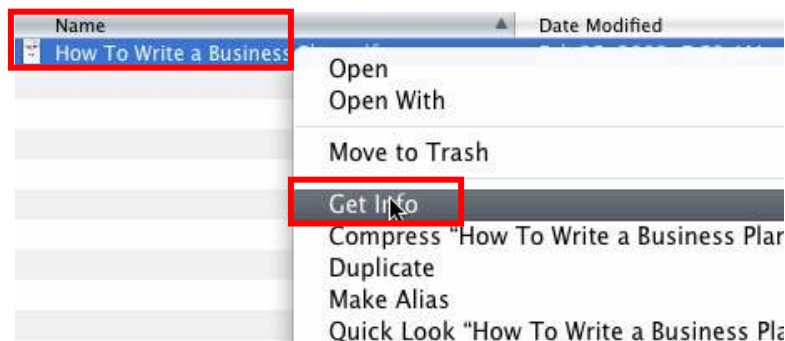 Name Date Modified
How To Write a Business
Open
Open With
Move to Trash
Get Info
Compress "How To Write a Business Plan
Duplicate
Make Alias
Quick Look "How To Write a Business Pla